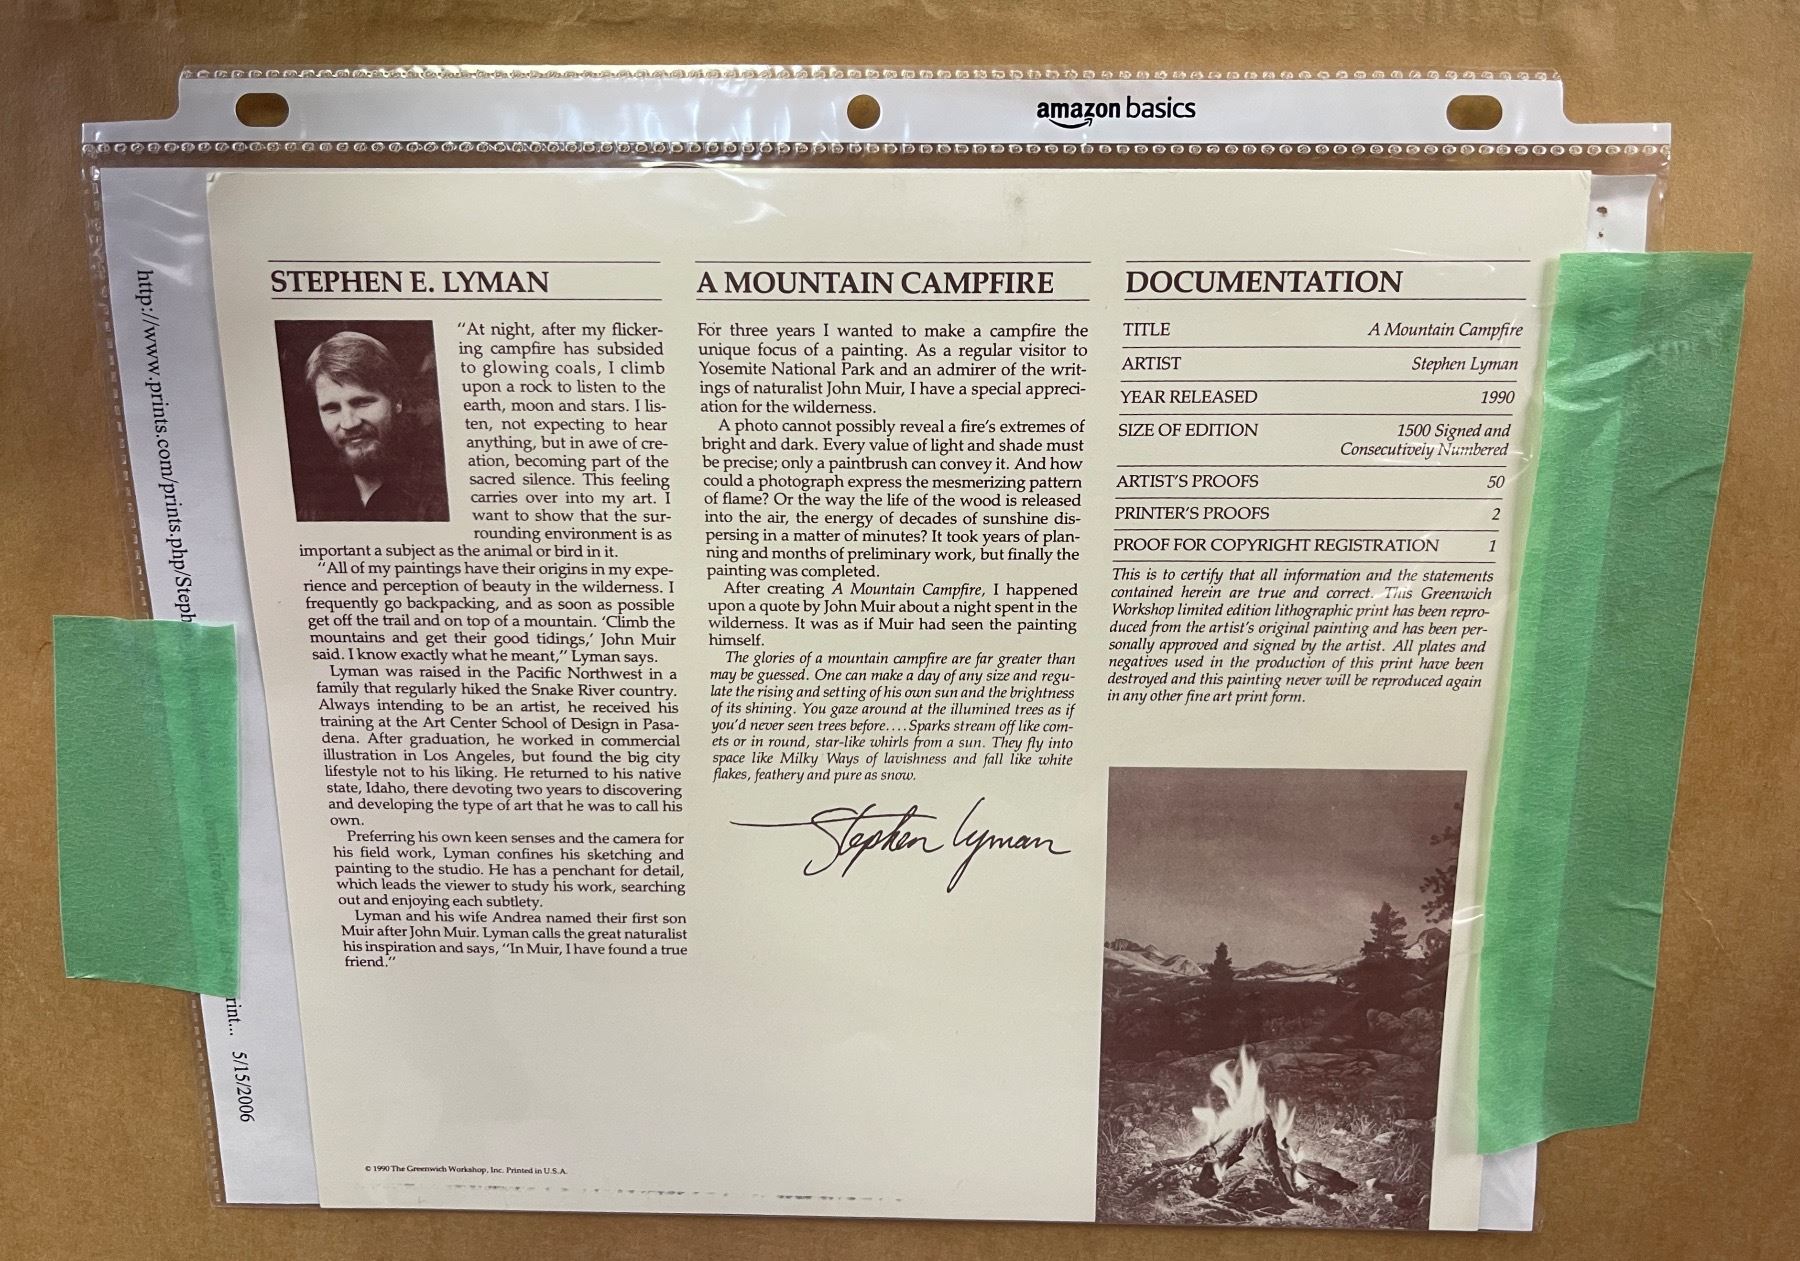 amazon basics
http://www.prints.com/prints.php/Steph
rint... 5/15/2006
STEPHEN E. LYMAN
"At night, after my flicker-
ing campfire has subsided
to glowing coals, I climb
upon a rock to listen to the
earth, moon and stars. I lis-
ten, not expecting to hear
anything, but in awe of cre-
ation, becoming part of the
sacred silence. This feeling
carries over into my art. I
want to show that the sur-
rounding environment is as
important a subject as the animal or bird in it.
"All of my paintings have their origins in my expe-
rience and perception of beauty in the wilderness. I
frequently go backpacking, and as soon as possible
get off the trail and on top of a mountain. 'Climb the
mountains and get their good tidings,' John Muir
said. I know exactly what he meant," Lyman says.
Lyman was raised in the Pacific Northwest in a
family that regularly hiked the Snake River country.
Always intending to be an artist, he received his
training at the Art Center School of Design in Pasa-
dena. After graduation, he worked in commercial
illustration in Los Angeles, but found the big city
lifestyle not to his liking. He returned to his native
state, Idaho, there devoting two years to discovering
and developing the type of art that he was to call his
own.
Preferring his own keen senses and the camera for
his field work, Lyman confines his sketching and
painting to the studio. He has a penchant for detail,
which leads the viewer to study his work, searching
out and enjoying each subtlety.
Lyman and his wife Andrea named their first son
Muir after John Muir. Lyman calls the great naturalist
his inspiration and says, "In Muir, I have found a true
friend."
© 1990 The Greenwich Workshop, Inc. Printed in U.S.A.
A MOUNTAIN CAMPFIRE
For three years I wanted to make a campfire the
unique focus of a painting. As a regular visitor to
Yosemite National Park and an admirer of the writ-
ings of naturalist John Muir, I have a special appreci-
ation for the wilderness.
A photo cannot possibly reveal a fire's extremes of
bright and dark. Every value of light and shade must
be precise; only a paintbrush can convey it. And how
could a photograph express the mesmerizing pattern
of flame? Or the way the life of the wood is released
into the air, the energy of decades of sunshine dis-
persing in a matter of minutes? It took years of plan-
ning and months of preliminary work, but finally the
painting was completed.
After creating A Mountain Campfire, I happened
upon a quote by John Muir about a night spent in the
wilderness. It was as if Muir had seen the painting
himself.
The glories of a mountain campfire are far greater than
may be guessed. One can make a day of any size and regu-
late the rising and setting of his own sun and the brightness
of its shining. You gaze around at the illumined trees as if
you'd never seen trees before....Sparks stream off like com-
ets or in round, star-like whirls from a sun. They fly into
space like Milky Ways of lavishness and fall like white
flakes, feathery and pure as snow.
Stephen Lyman
DOCUMENTATION
TITLE A Mountain Campfire
ARTIST Stephen Lyman
YEAR RELEASED 1990
SIZE OF EDITION 1500 Signed and
Consecutively Numbered
ARTIST'S PROOFS 50
PRINTER'S PROOFS 2
PROOF FOR COPYRIGHT REGISTRATION 1
This is to certify that all information and the statements
contained herein are true and correct. This Greenwich
Workshop limited edition lithographic print has been repro-
duced from the artist's original painting and has been per-
sonally approved and signed by the artist. All plates and
negatives used in the production of this print have been
destroyed and this painting never will be reproduced again
in any other fine art print form.